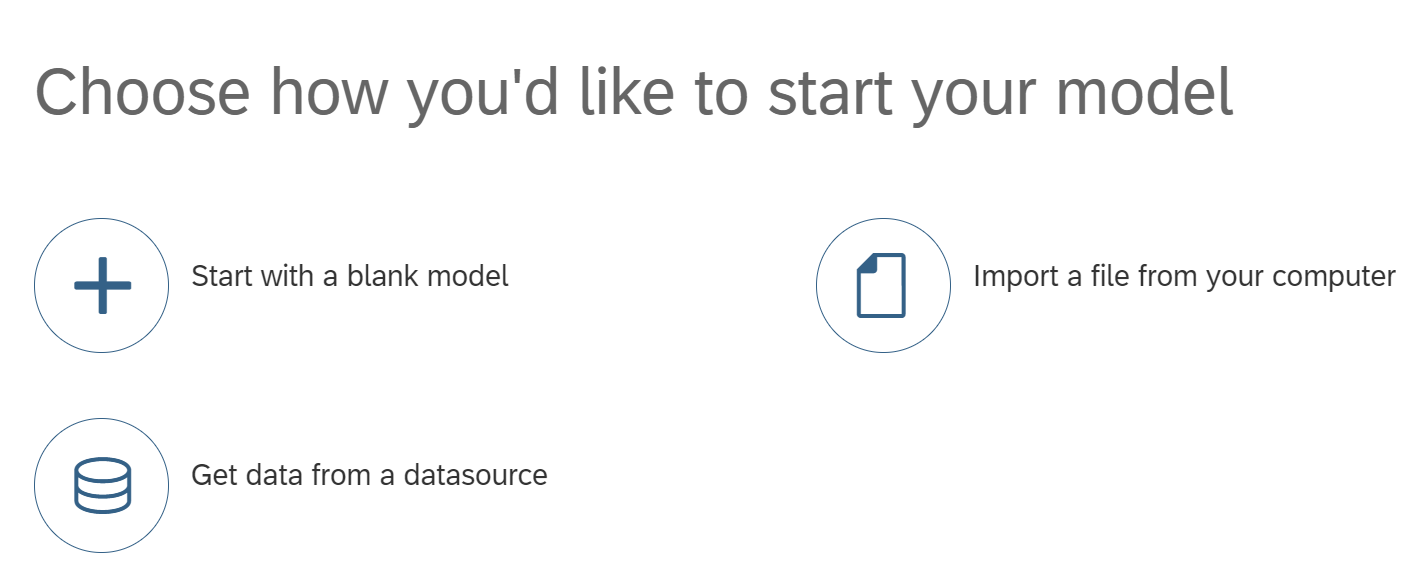 Choose how you'd like to start your model
Start with a blank model
Import a file from your computer
Get data from a datasource